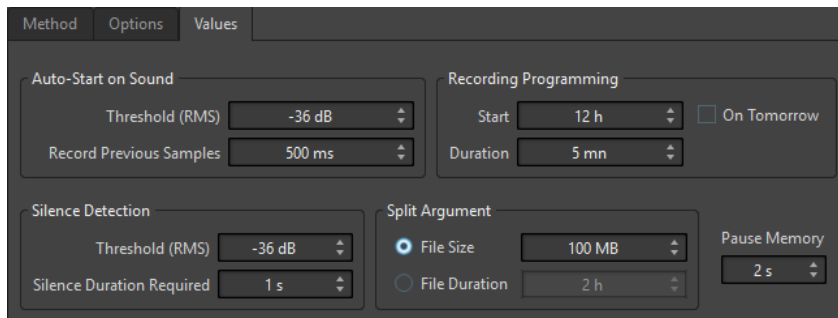 Method Options Values
Auto-Start on Sound
Threshold (RMS) -36 dB
Record Previous Samples 500 ms
Recording Programming
Start 12 h On Tomorrow
Duration 5 mn
Silence Detection
Threshold (RMS) -36 dB
Silence Duration Required 1 s
Split Argument
File Size 100 MB
File Duration 2 h
Pause Memory
2 s